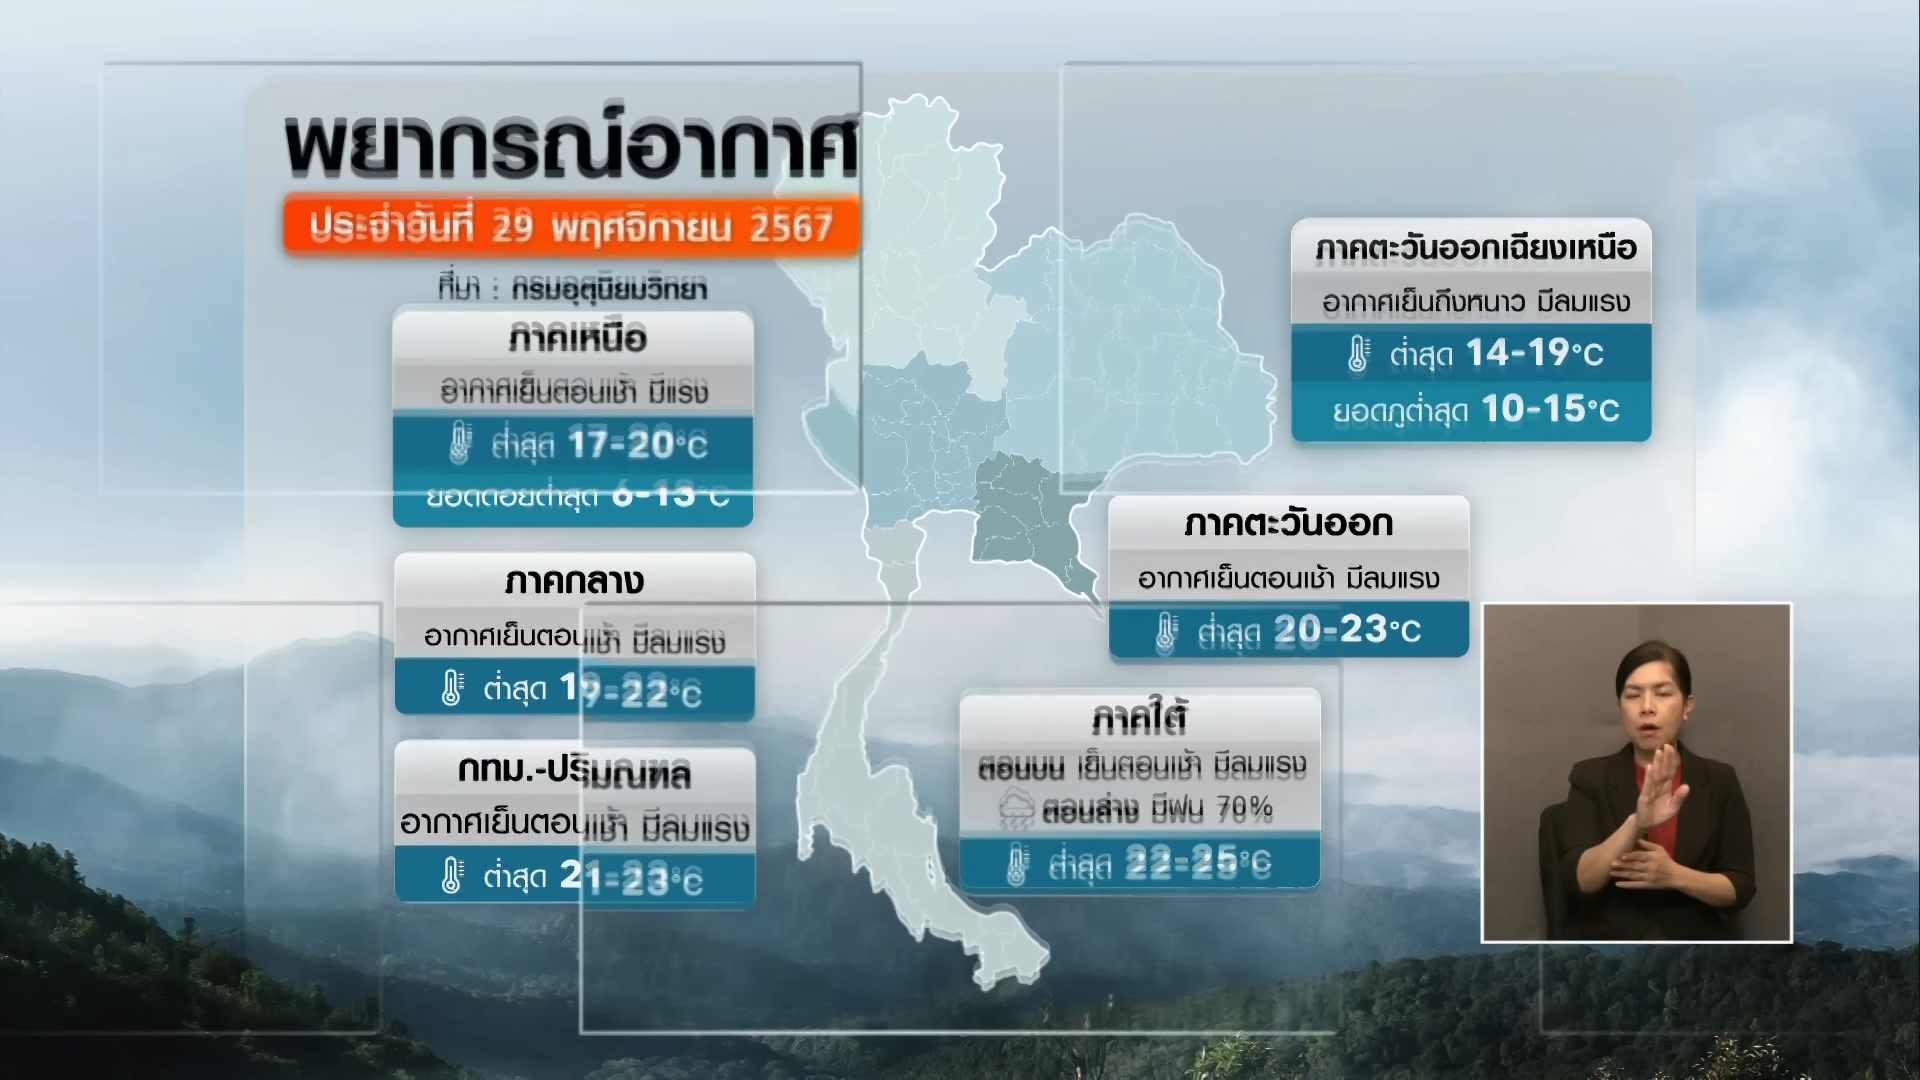 พยากรณ์อากาศ
ประจำวันที่ 29 พฤศจิกายน 2567
ที่มา : กรมอุตุนิยมวิทยา
ภาคเหนือ
อากาศเย็นตอนเช้า มีแรง
ต่ำสุด 17-20°C
ยอดดอยต่ำสุด 6-13°C
ภาคกลาง
อากาศเย็นตอนเช้า มีลมแรง
ต่ำสุด 19-22°C
กทม.-ปริมณฑล
อากาศเย็นตอนเช้า มีลมแรง
ต่ำสุด 21-23°C
ภาคตะวันออกเฉียงเหนือ
อากาศเย็นถึงหนาว มีลมแรง
ต่ำสุด 14-19°C
ยอดภูต่ำสุด 10-15°C
ภาคตะวันออก
อากาศเย็นตอนเช้า มีลมแรง
ต่ำสุด 20-23°C
ภาคใต้
ตอนบน เย็นตอนเช้า มีลมแรง
ตอนล่าง มีฝน 70%
ต่ำสุด 22-25°C